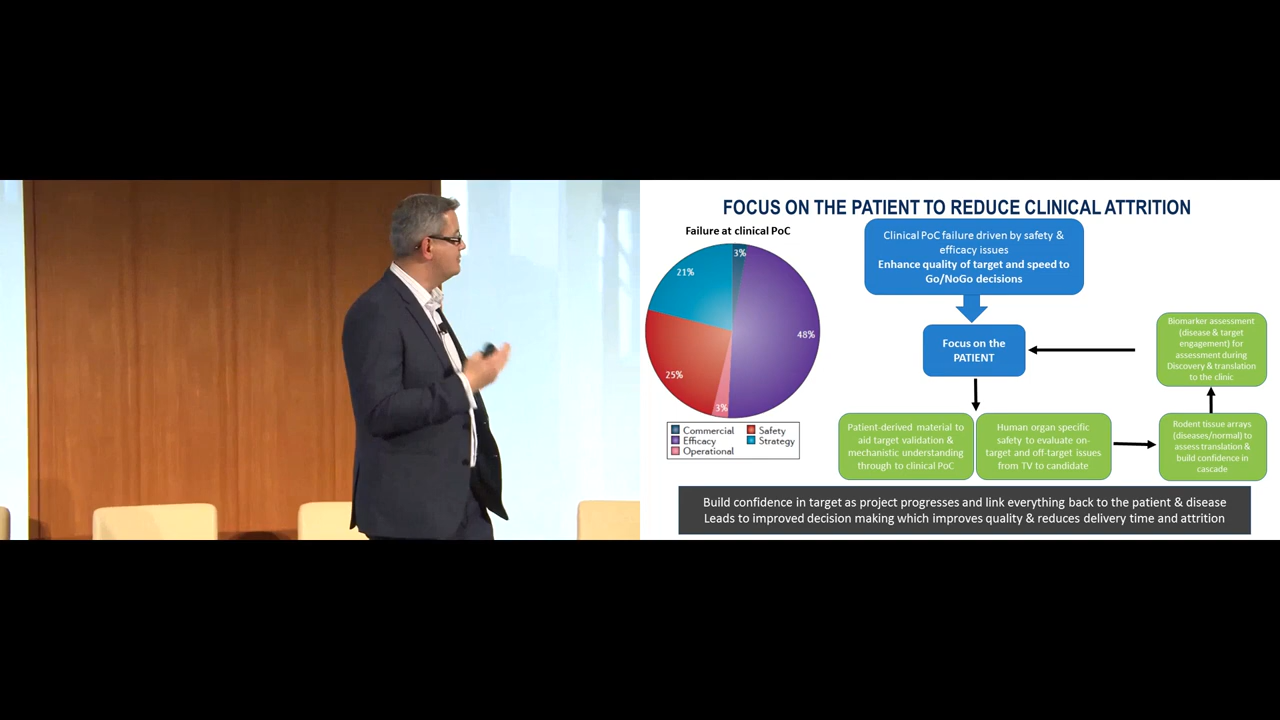 FOCUS ON THE PATIENT TO REDUCE CLINICAL ATTRITION
Failure at clinical PoC
3%
21%
48%
25%
3%
Commercial
Safety
Efficacy
Strategy
Operational
Clinical PoC failure driven by safety &
efficacy issues
Enhance quality of target and speed to
Go/NoGo decisions
Focus on the
PATIENT
Biomarker assessment
(disease & target
engagement) for
assessment during
Discovery & translation
to the clinic
Patient-derived material to
aid target validation &
mechanistic understanding
through to clinical PoC
Human organ specific
safety to evaluate on-
target and off-target issues
from TV to candidate
Rodent tissue arrays
(diseases/normal) to
assess translation &
build confidence in
cascade
Build confidence in target as project progresses and link everything back to the patient & disease
Leads to improved decision making which improves quality & reduces delivery time and attrition